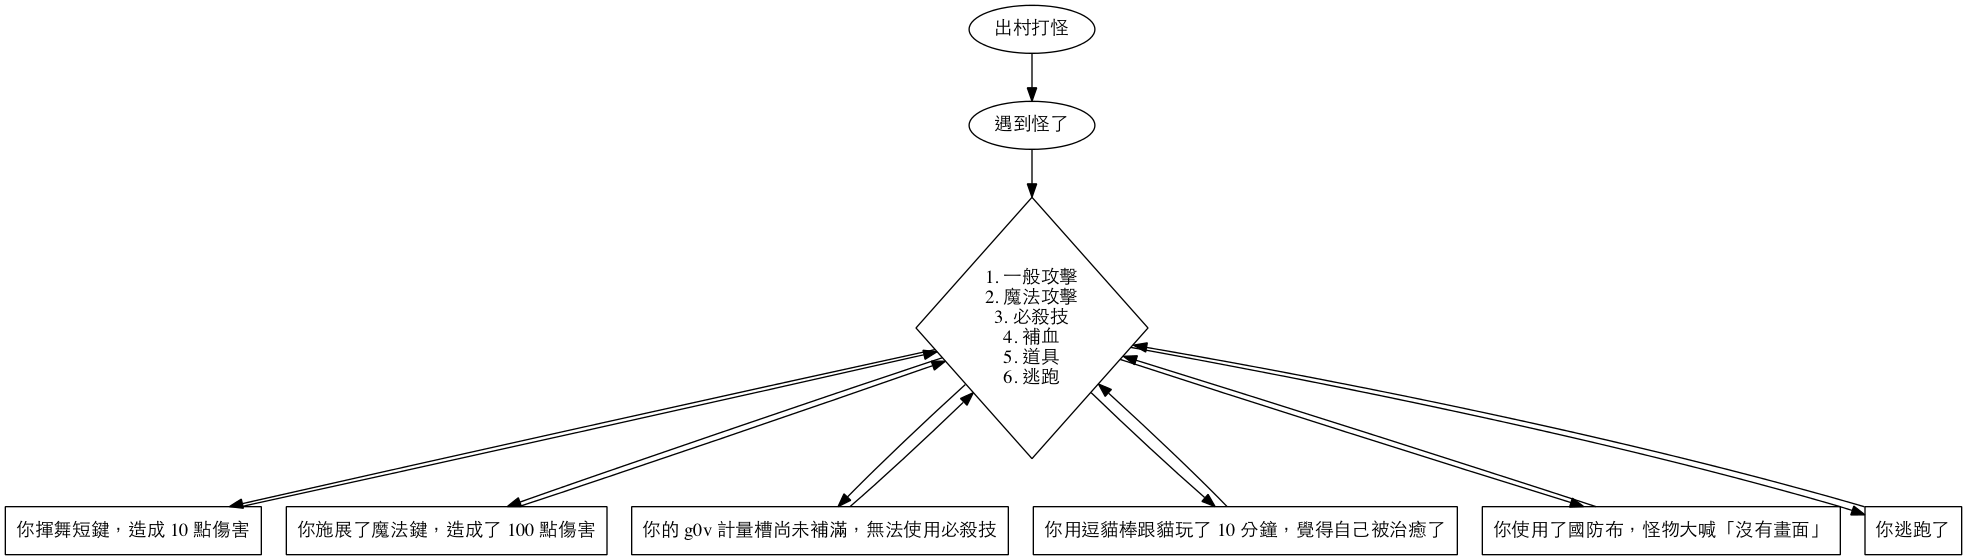 出村打怪
遇到怪了
1. 一般攻擊
2. 魔法攻擊
3. 必殺技
4. 補血
5. 道具
6. 逃跑
你揮舞短鍵，造成 10 點傷害
你施展了魔法鍵，造成了 100 點傷害
你的 g0v 計量槽尚未補滿，無法使用必殺技
你用逗貓棒跟貓玩了 10 分鐘，覺得自己被治癒了
你使用了國防布，怪物大喊「沒有畫面」
你逃跑了